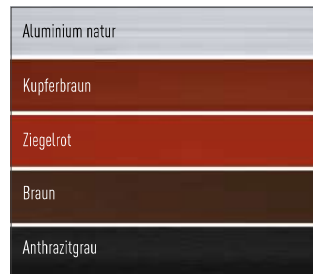 Aluminium natur
Kupferbraun
Ziegelrot
Braun
Anthrazitgrau